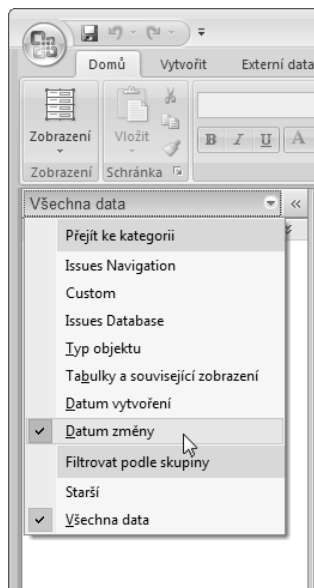 Domů Vytvořit Externí data
Zobrazení Vložit B I U A
Zobrazení Schránka
Všechna data
Přejít ke kategorii
Issues Navigation
Custom
Issues Database
Typ objektu
Tabulky a související zobrazení
Datum vytvoření
Datum změny
Filtrovat podle skupiny
Starší
Všechna data